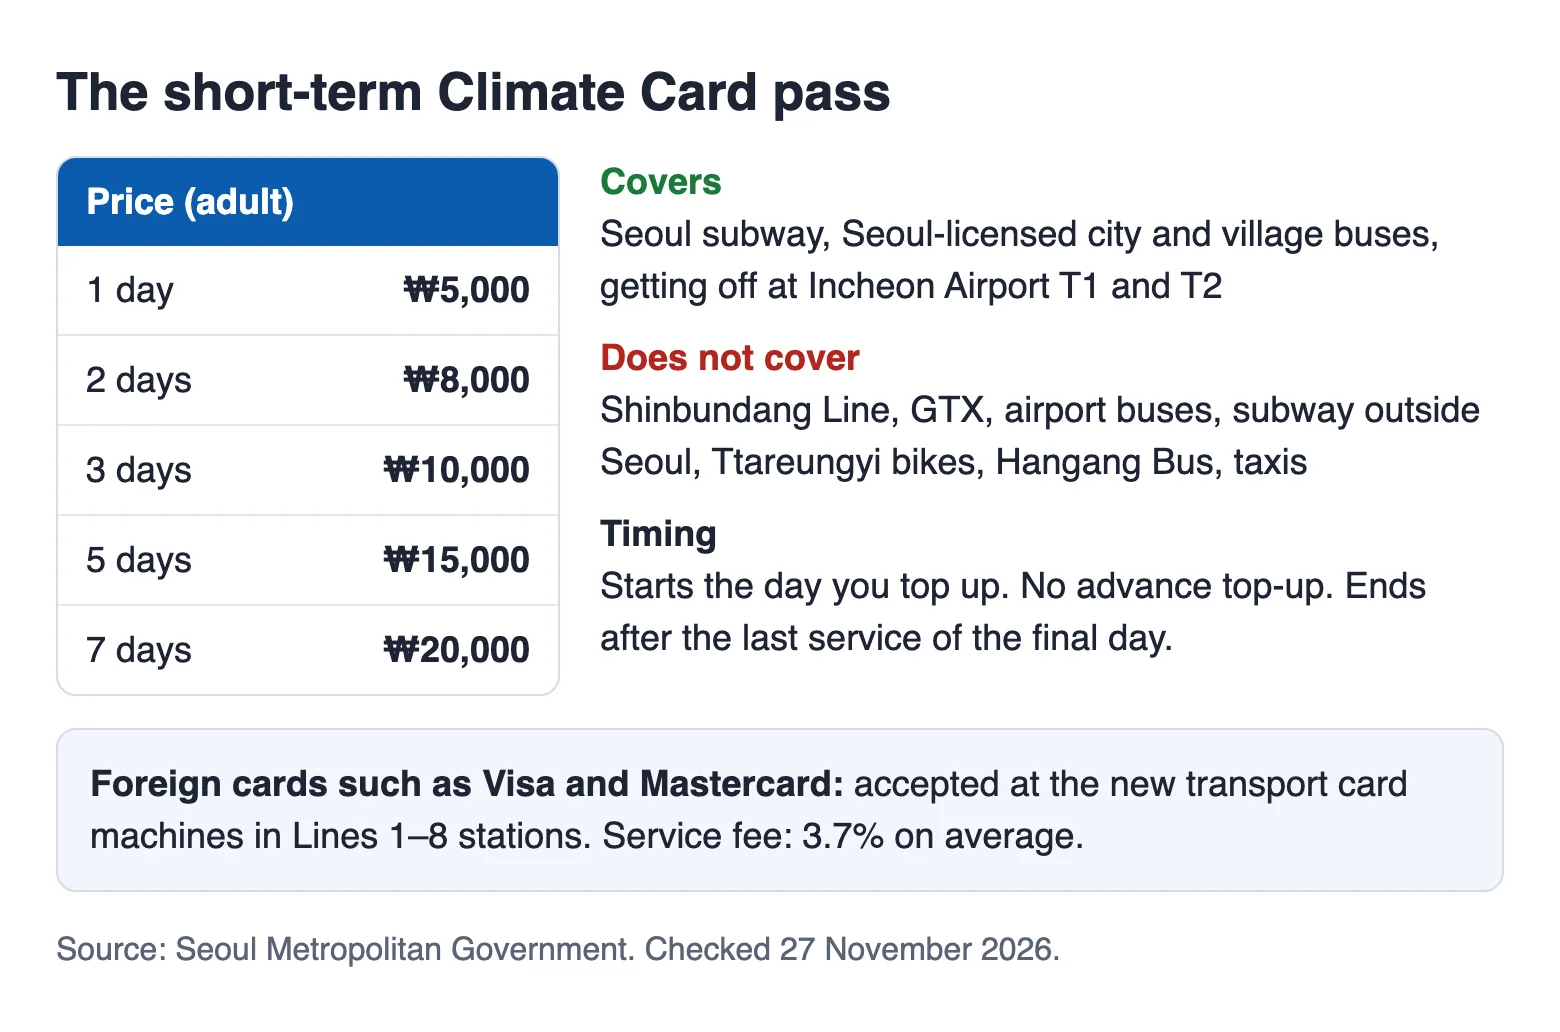 The short-term Climate Card pass
Price (adult)
1 day ₩5,000
2 days ₩8,000
3 days ₩10,000
5 days ₩15,000
7 days ₩20,000
Covers
Seoul subway, Seoul-licensed city and village buses,
getting off at Incheon Airport T1 and T2
Does not cover
Shinbundang Line, GTX, airport buses, subway outside
Seoul, Ttareungyi bikes, Hangang Bus, taxis
Timing
Starts the day you top up. No advance top-up. Ends
after the last service of the final day.
Foreign cards such as Visa and Mastercard: accepted at the new transport card
machines in Lines 1–8 stations. Service fee: 3.7% on average.
Source: Seoul Metropolitan Government. Checked 27 November 2026.